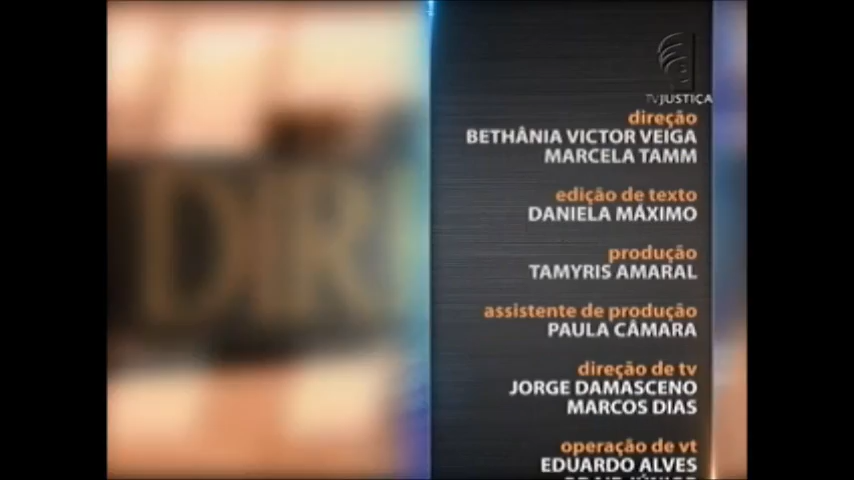 DIR
TV JUSTIÇA
direção
BETHÂNIA VICTOR VEIGA
MARCELA TAMM
edição de texto
DANIELA MÁXIMO
produção
TAMYRIS AMARAL
assistente de produção
PAULA CÂMARA
direção de tv
JORGE DAMASCENO
MARCOS DIAS
operação de vt
EDUARDO ALVES